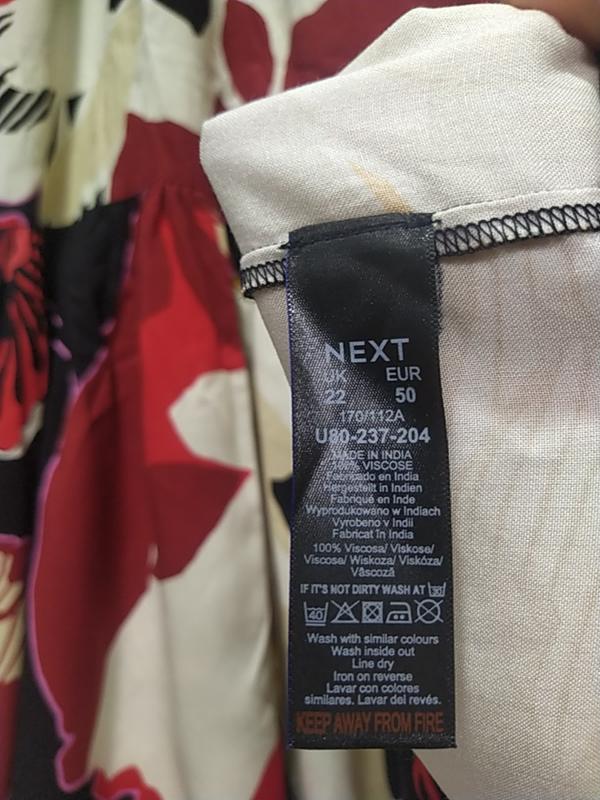 NEXT
UK EUR
22 50
170/112A
U80-237-204
MADE IN INDIA
100% VISCOSE
Fabricado en India
Hergestellt in Indien
Fabriqué en Inde
Wyprodukowano w Indiach
Vyrobeno v Indii
Fabricat în India
100% Viscosa/ Viskose/
Viscose/ Wiskoza/ Viskóza/
Vâscoză
IF IT'S NOT DIRTY WASH AT 30
40
Wash with similar colours
Wash inside out
Line dry
Iron on reverse
Lavar con colores
similares. Lavar del revés.
KEEP AWAY FROM FIRE